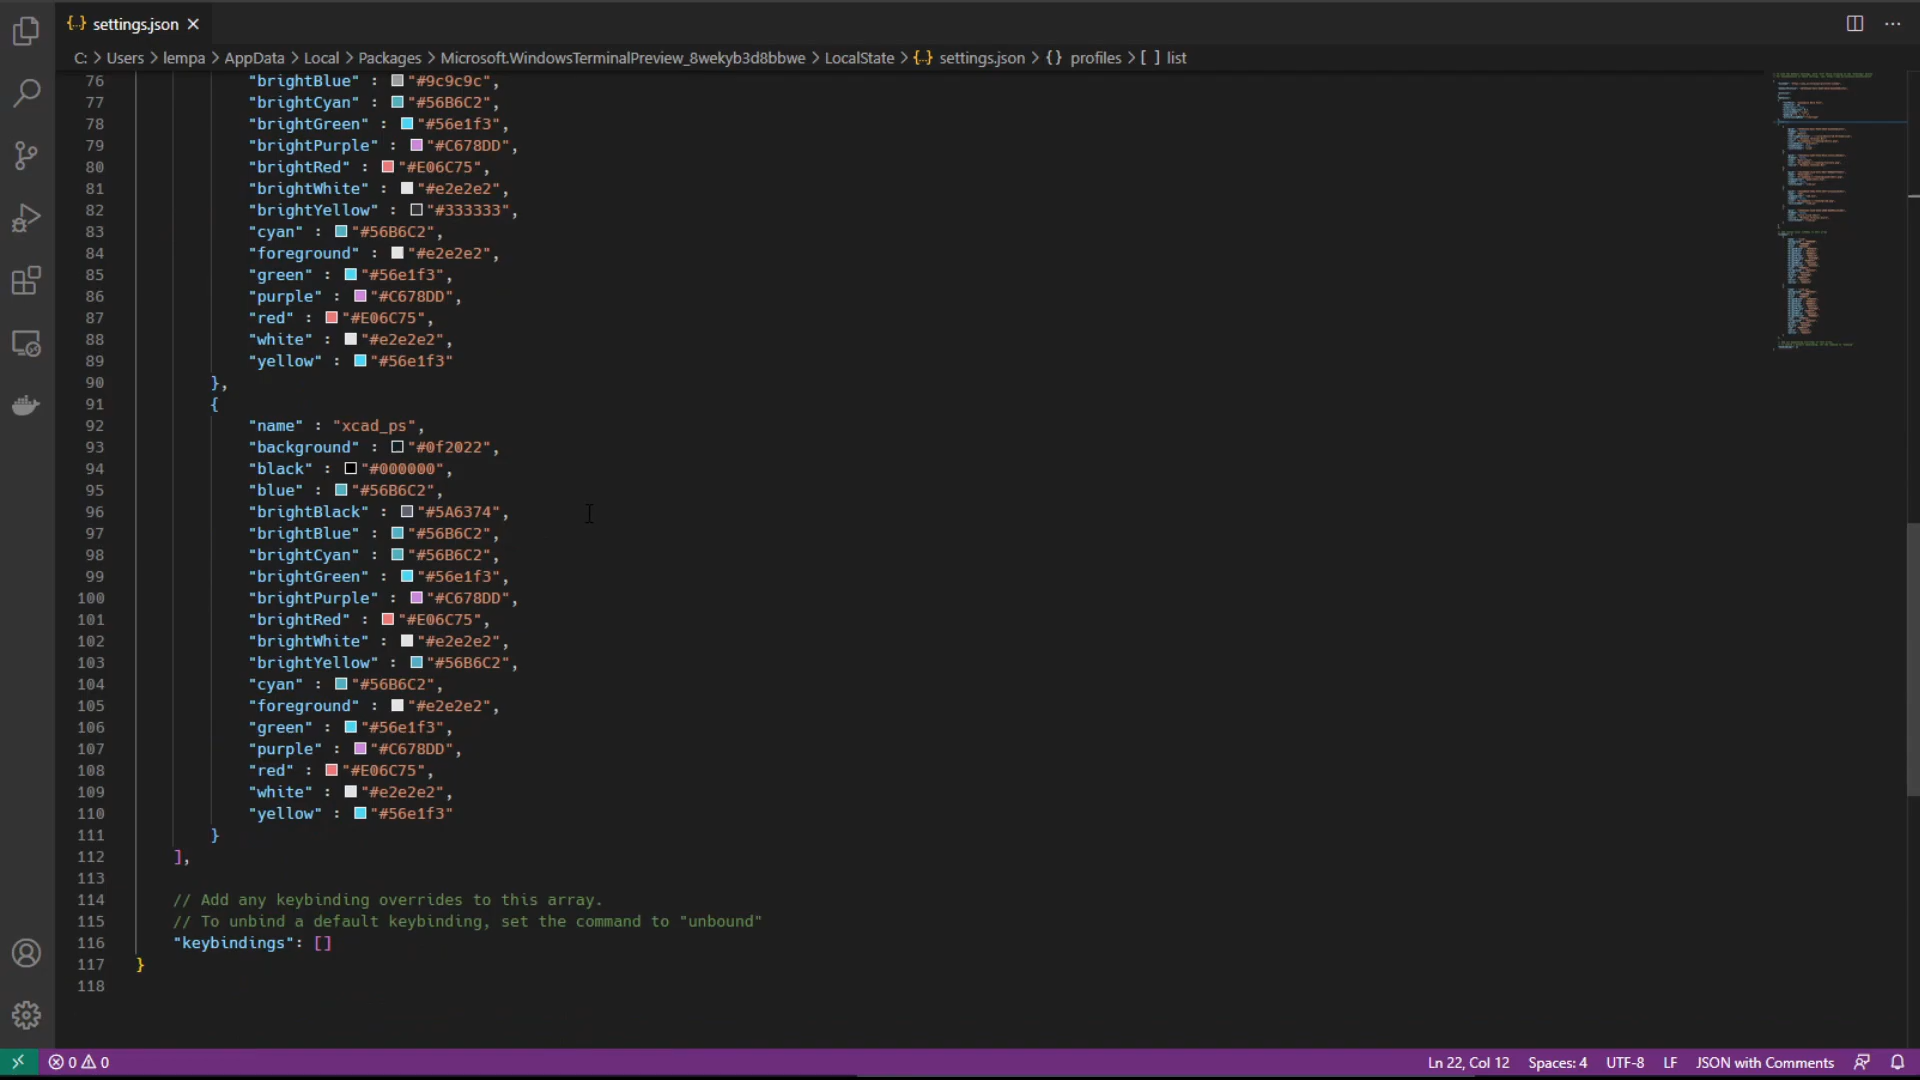 settings.json
C: > Users > lempa > AppData > Local > Packages > Microsoft.WindowsTerminalPreview_8wekyb3d8bbwe > LocalState > {..} settings.json > {} profiles > [ ] list
76 "brightBlue" : "#9c9c9c",
77 "brightCyan" : "#56B6C2",
78 "brightGreen" : "#56e1f3",
79 "brightPurple" : "#C678DD",
80 "brightRed" : "#E06C75",
81 "brightWhite" : "#e2e2e2",
82 "brightYellow" : "#333333",
83 "cyan" : "#56B6C2",
84 "foreground" : "#e2e2e2",
85 "green" : "#56e1f3",
86 "purple" : "#C678DD",
87 "red" : "#E06C75",
88 "white" : "#e2e2e2",
89 "yellow" : "#56e1f3"
90 },
91 {
92 "name" : "xcad_ps",
93 "background" : "#0f2022",
94 "black" : "#000000",
95 "blue" : "#56B6C2",
96 "brightBlack" : "#5A6374",
97 "brightBlue" : "#56B6C2",
98 "brightCyan" : "#56B6C2",
99 "brightGreen" : "#56e1f3",
100 "brightPurple" : "#C678DD",
101 "brightRed" : "#E06C75",
102 "brightWhite" : "#e2e2e2",
103 "brightYellow" : "#56B6C2",
104 "cyan" : "#56B6C2",
105 "foreground" : "#e2e2e2",
106 "green" : "#56e1f3",
107 "purple" : "#C678DD",
108 "red" : "#E06C75",
109 "white" : "#e2e2e2",
110 "yellow" : "#56e1f3"
111 }
112 ],
113
114 // Add any keybinding overrides to this array.
115 // To unbind a default keybinding, set the command to "unbound"
116 "keybindings": []
117 }
118
0 0 Ln 22, Col 12 Spaces: 4 UTF-8 LF JSON with Comments